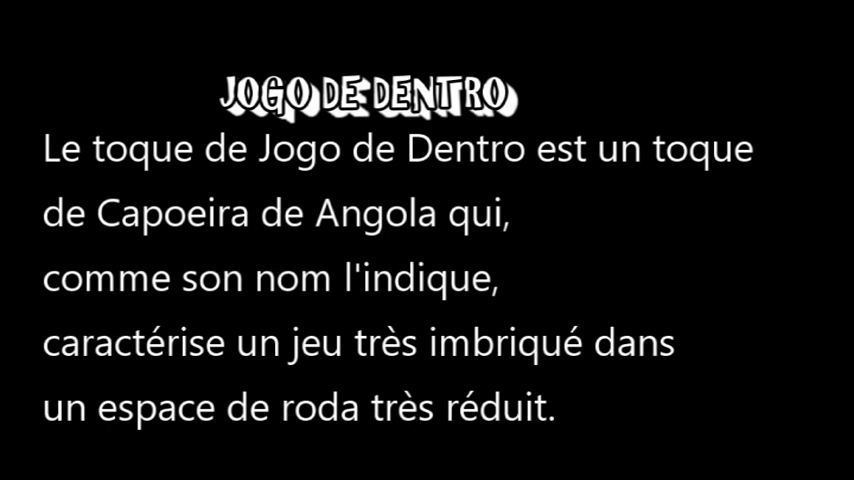 JOGO DE DENTRO
Le toque de Jogo de Dentro est un toque
de Capoeira de Angola qui,
comme son nom l'indique,
caractérise un jeu très imbriqué dans
un espace de roda très réduit.